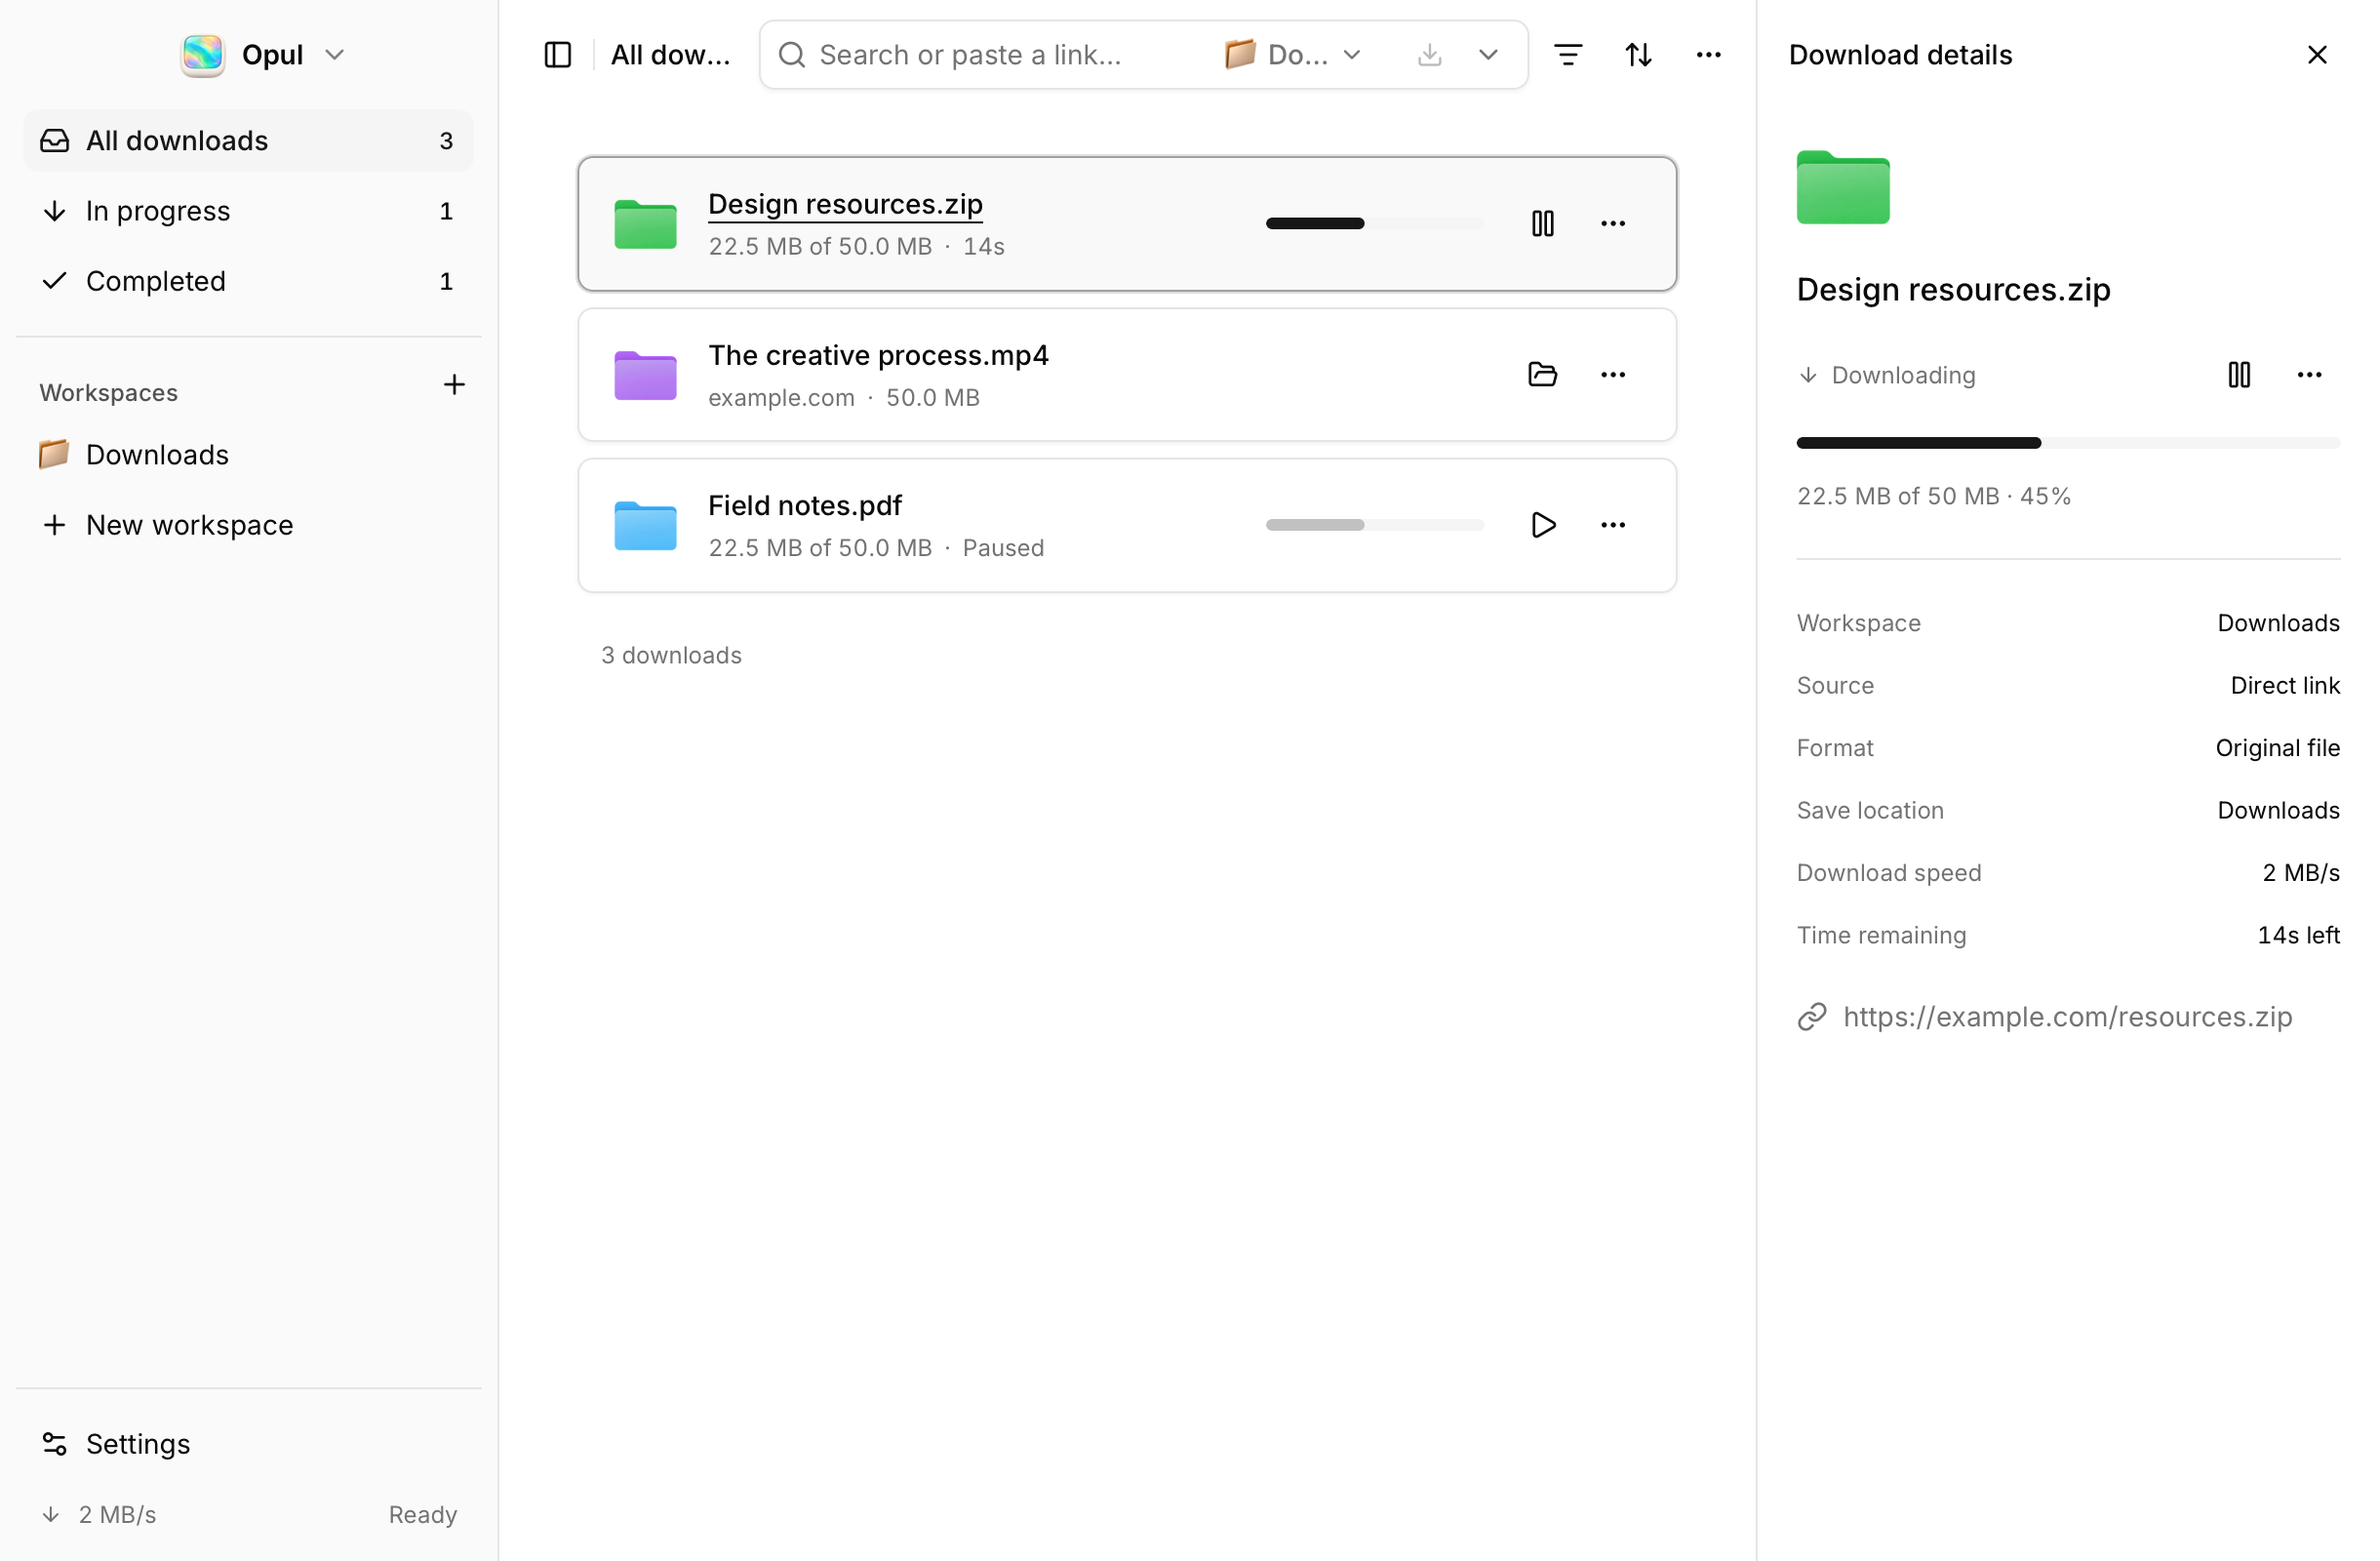 Opul
All downloads 3
In progress 1
Completed 1
Workspaces
Downloads
New workspace
Settings
2 MB/s Ready
All dow...
Search or paste a link...
Do...
Design resources.zip
22.5 MB of 50.0 MB · 14s
The creative process.mp4
example.com · 50.0 MB
Field notes.pdf
22.5 MB of 50.0 MB · Paused
3 downloads
Download details
Design resources.zip
Downloading
22.5 MB of 50 MB · 45%
Workspace Downloads
Source Direct link
Format Original file
Save location Downloads
Download speed 2 MB/s
Time remaining 14s left
https://example.com/resources.zip